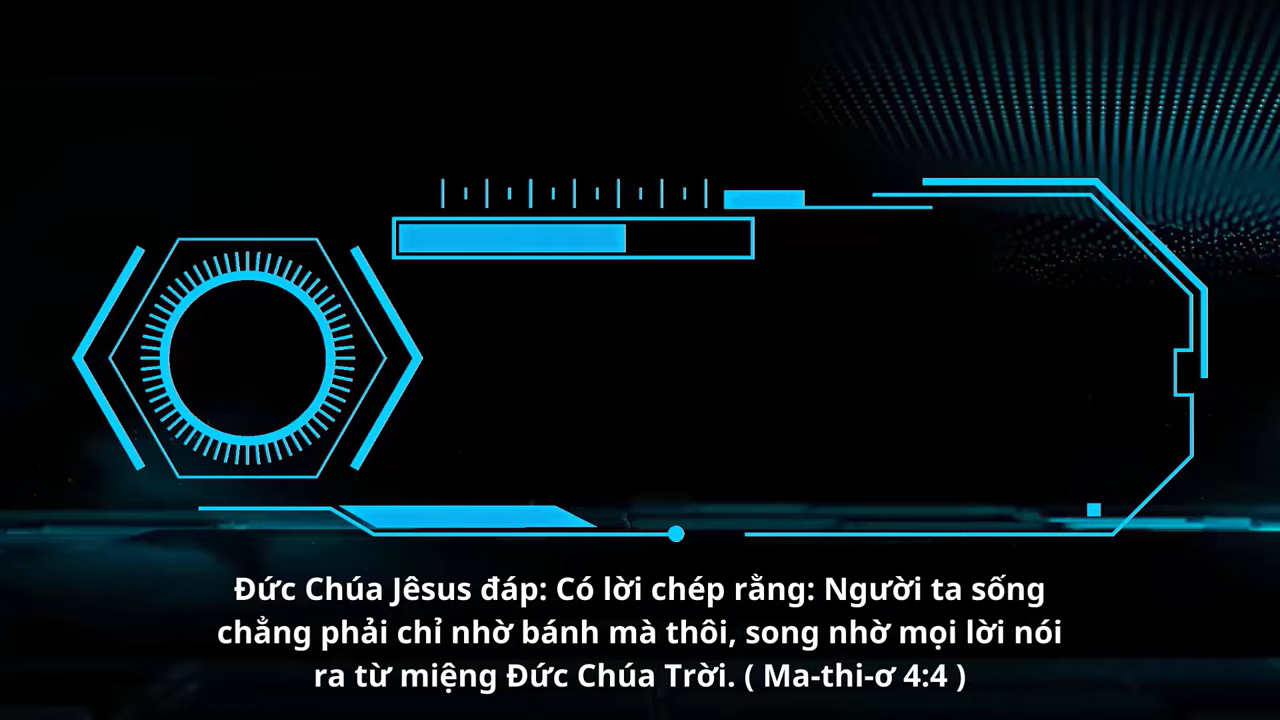 Đức Chúa Jêsus đáp: Có lời chép rằng: Người ta sống
chẳng phải chỉ nhờ bánh mà thôi, song nhờ mọi lời nói
ra từ miệng Đức Chúa Trời. ( Ma-thi-ơ 4:4 )